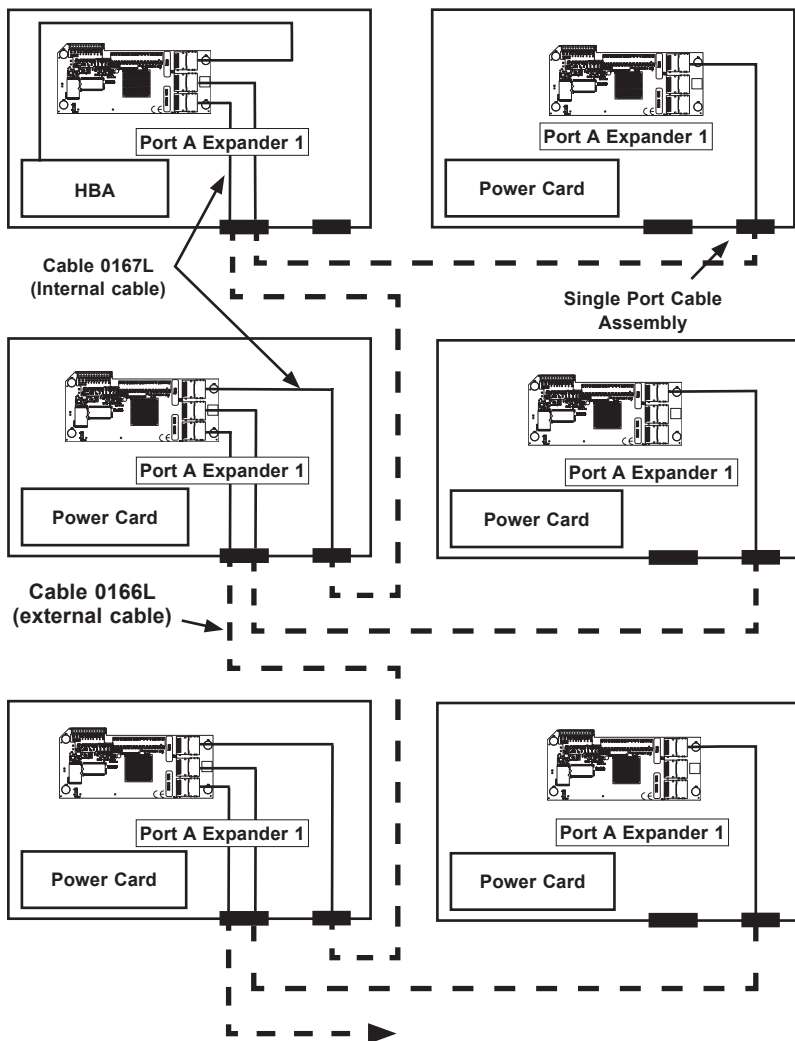 Port A Expander 1
HBA
Port A Expander 1
Power Card
Cable 0167L
(Internal cable)
Single Port Cable
Assembly
Port A Expander 1
Power Card
Port A Expander 1
Power Card
Cable 0166L
(external cable)
Port A Expander 1
Power Card
Port A Expander 1
Power Card